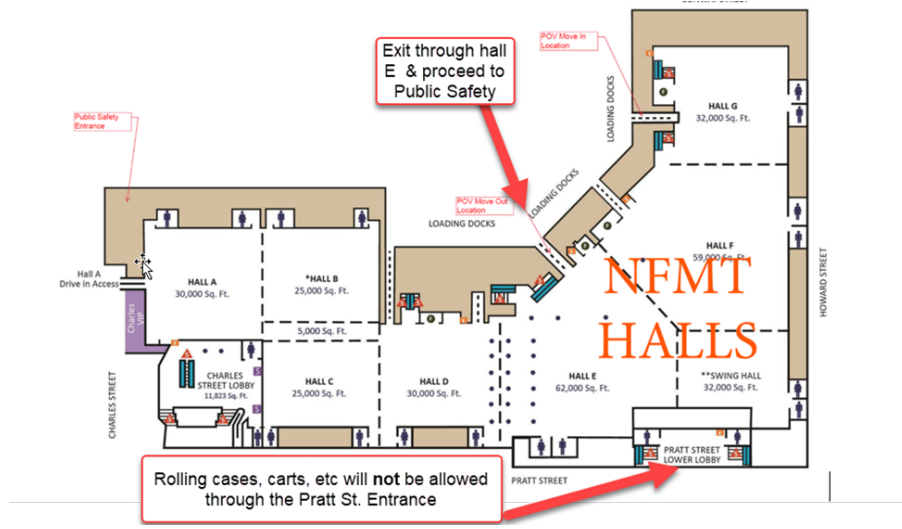 Exit through hall
E & proceed to
Public Safety
POV Move In
Location
Public Safety
Entrance
LOADING DOCKS
HALL G
32,000 Sq. Ft.
POV Move Out
Location
LOADING DOCKS
LOADING DOCKS
Hall A
Drive in Access
HALL A
30,000 Sq. Ft.
*HALL B
25,000 Sq. Ft.
5,000 Sq. Ft.
HALL F
59,000 Sq. Ft.
NFMT
HALLS
HOWARD STREET
Charles
VIP
CHARLES STREET
CHARLES
STREET LOBBY
11,823 Sq. Ft.
S
S
HALL C
25,000 Sq. Ft.
HALL D
30,000 Sq. Ft.
HALL E
62,000 Sq. Ft.
**SWING HALL
32,000 Sq. Ft.
PRATT STREET
LOWER LOBBY
PRATT STREET
Rolling cases, carts, etc will not be allowed
through the Pratt St. Entrance